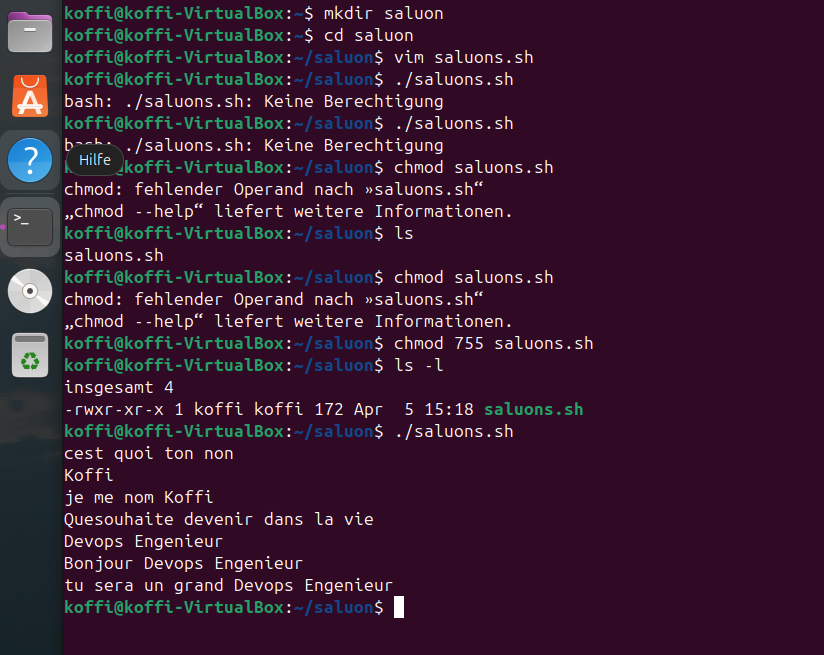 koffi@koffi-VirtualBox:~$ mkdir saluon
koffi@koffi-VirtualBox:~$ cd saluon
koffi@koffi-VirtualBox:~/saluon$ vim saluons.sh
koffi@koffi-VirtualBox:~/saluon$ ./saluons.sh
bash: ./saluons.sh: Keine Berechtigung
koffi@koffi-VirtualBox:~/saluon$ ./saluons.sh
bash: ./saluons.sh: Keine Berechtigung
Hilfe
koffi@koffi-VirtualBox:~/saluon$ chmod saluons.sh
chmod: fehlender Operand nach »saluons.sh“
„chmod --help“ liefert weitere Informationen.
koffi@koffi-VirtualBox:~/saluon$ ls
saluons.sh
koffi@koffi-VirtualBox:~/saluon$ chmod saluons.sh
chmod: fehlender Operand nach »saluons.sh“
„chmod --help“ liefert weitere Informationen.
koffi@koffi-VirtualBox:~/saluon$ chmod 755 saluons.sh
koffi@koffi-VirtualBox:~/saluon$ ls -l
insgesamt 4
-rwxr-xr-x 1 koffi koffi 172 Apr  5 15:18 saluons.sh
koffi@koffi-VirtualBox:~/saluon$ ./saluons.sh
cest quoi ton non
Koffi
je me nom Koffi
Quesouhaite devenir dans la vie
Devops Engenieur
Bonjour Devops Engenieur
tu sera un grand Devops Engenieur
koffi@koffi-VirtualBox:~/saluon$